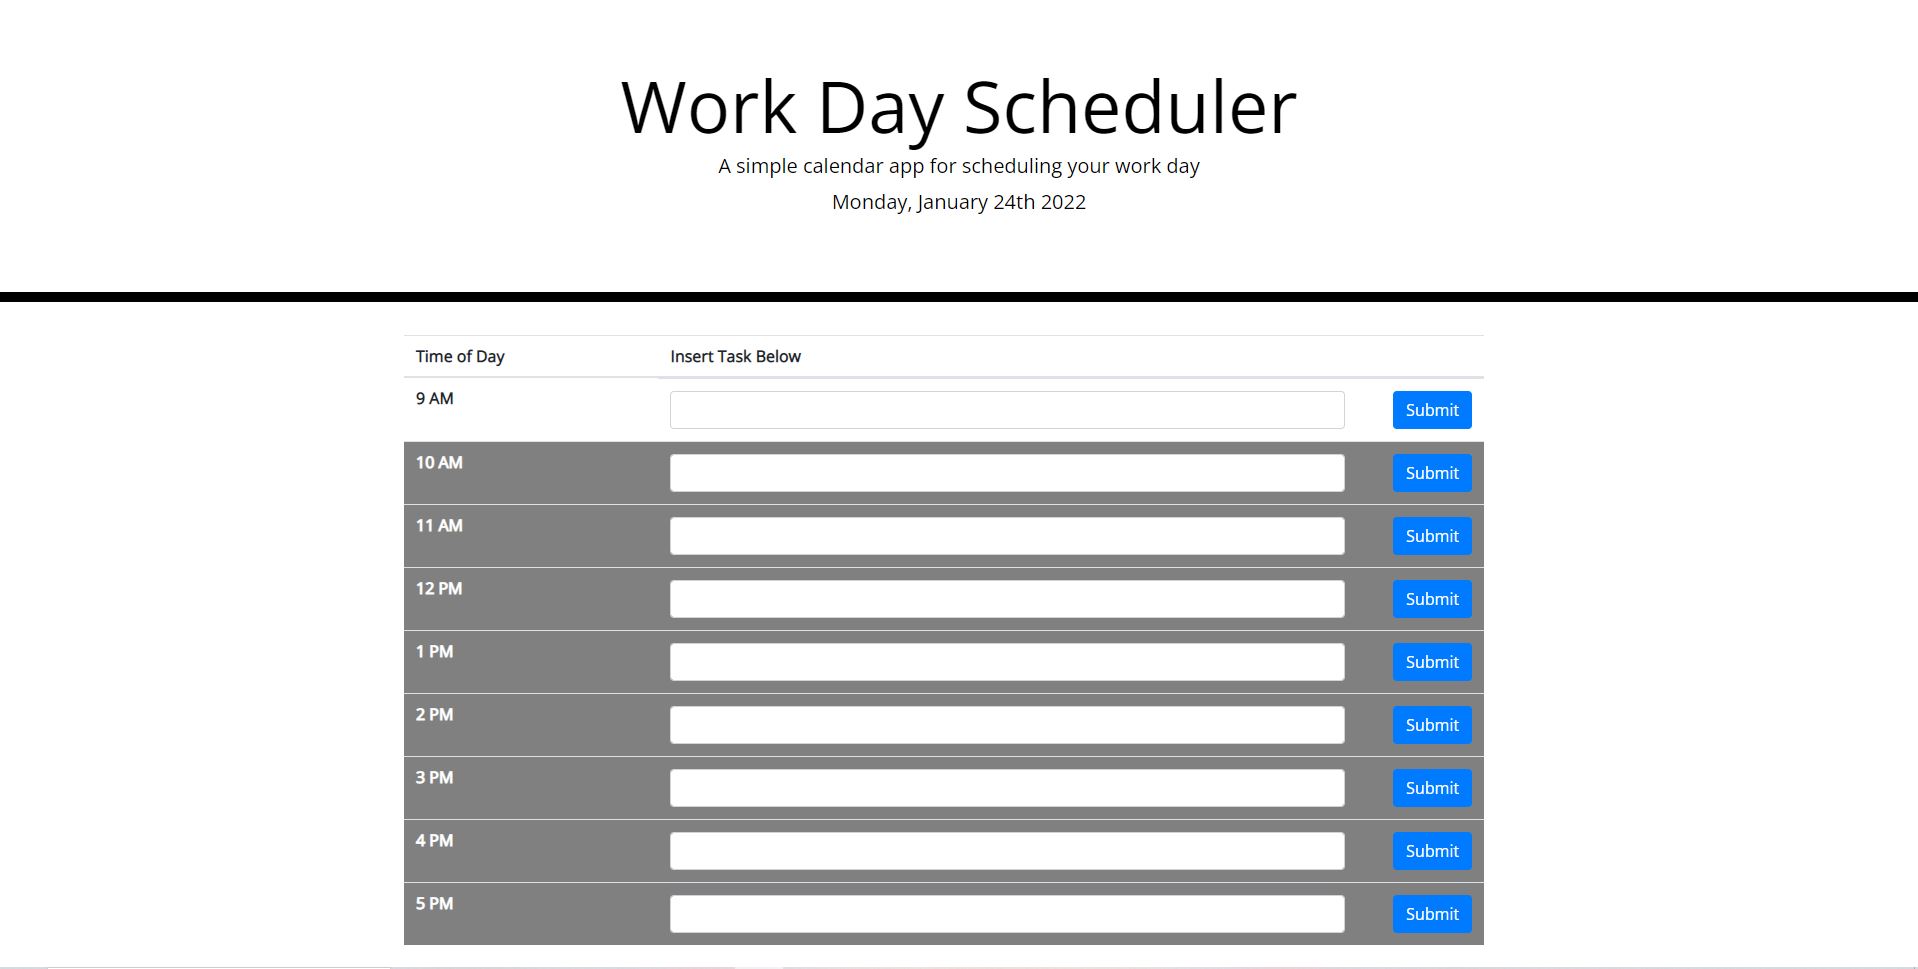 Work Day Scheduler
A simple calendar app for scheduling your work day
Monday, January 24th 2022
Time of Day Insert Task Below
9 AM Submit
10 AM Submit
11 AM Submit
12 PM Submit
1 PM Submit
2 PM Submit
3 PM Submit
4 PM Submit
5 PM Submit